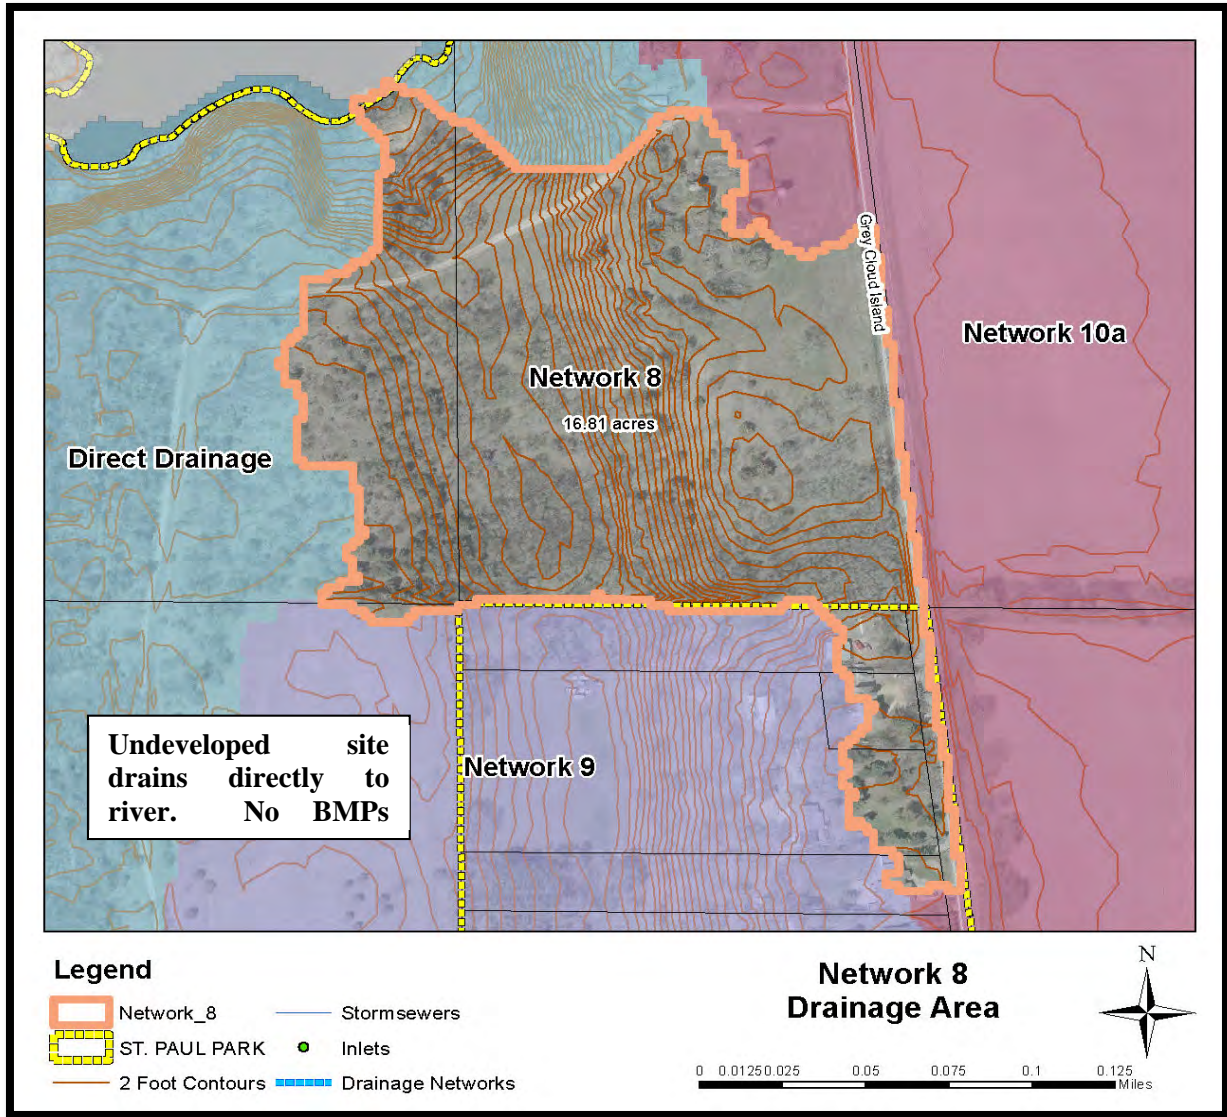 Grey Cloud Island
Network 10a
Network 8
16.81 acres
Direct Drainage
Undeveloped site
drains directly to
river. No BMPs
Network 9
Legend
Network_8
Stormsewers
ST. PAUL PARK
Inlets
2 Foot Contours
Drainage Networks
Network 8
Drainage Area
N
0 0.0125 0.025 0.05 0.075 0.1 0.125
Miles